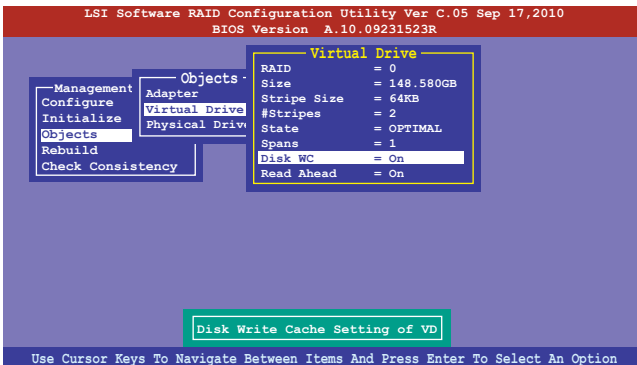 LSI Software RAID Configuration Utility Ver C.05 Sep 17,2010
BIOS Version A.10.09231523R
Management
Configure
Initialize
Objects
Rebuild
Check Consistency
Objects
Adapter
Virtual Drive
Physical Drive
Virtual Drive
RAID = 0
Size = 148.580GB
Stripe Size = 64KB
#Stripes = 2
State = OPTIMAL
Spans = 1
Disk WC = On
Read Ahead = On
Disk Write Cache Setting of VD
Use Cursor Keys To Navigate Between Items And Press Enter To Select An Option